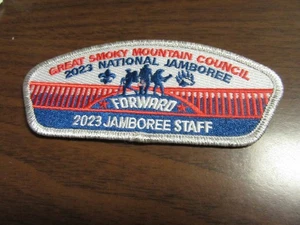 GREAT SMOKY MOUNTAIN COUNCIL
2023 NATIONAL JAMBOREE
FORWARD
2023 JAMBOREE STAFF